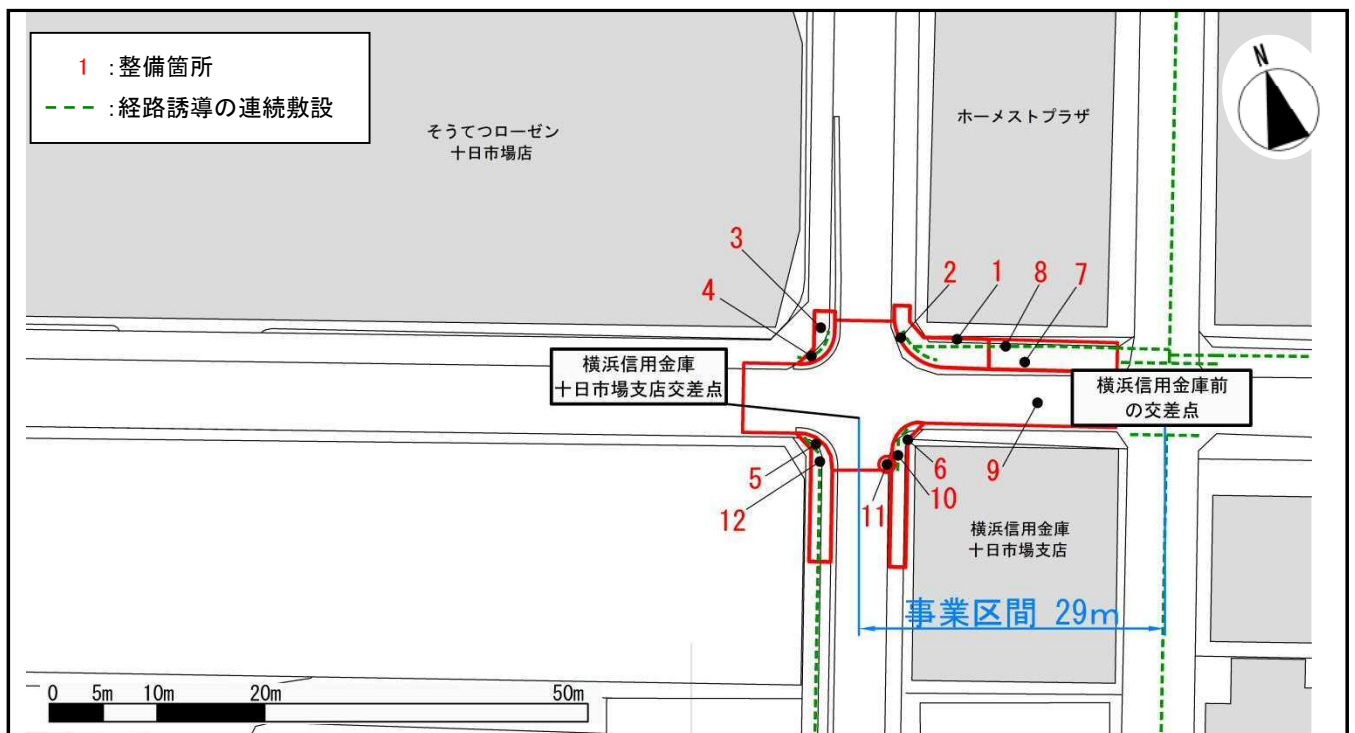 1 :整備箇所
--- :経路誘導の連続敷設
そうてつローゼン
十日市場店
ホーメストプラザ
N
3
4
2
1
8
7
横浜信用金庫
十日市場支店交差点
横浜信用金庫前
の交差点
5
12
11
10
6
9
横浜信用金庫
十日市場支店
事業区間 29m
0 5m 10m 20m 50m